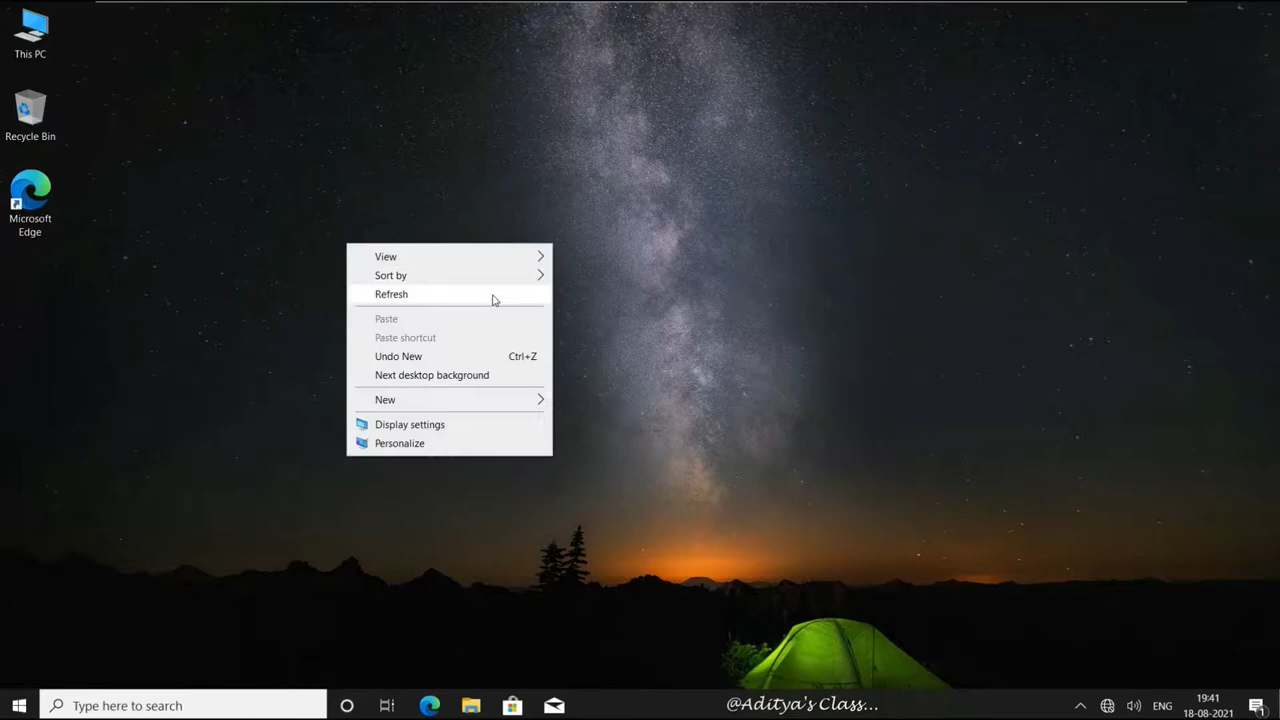 This PC
Recycle Bin
Microsoft
Edge
View
Sort by
Refresh
Paste
Paste shortcut
Undo New Ctrl+Z
Next desktop background
New
Display settings
Personalize
Type here to search
@Aditya's Class...
ENG
19:41
18-08-2021
1